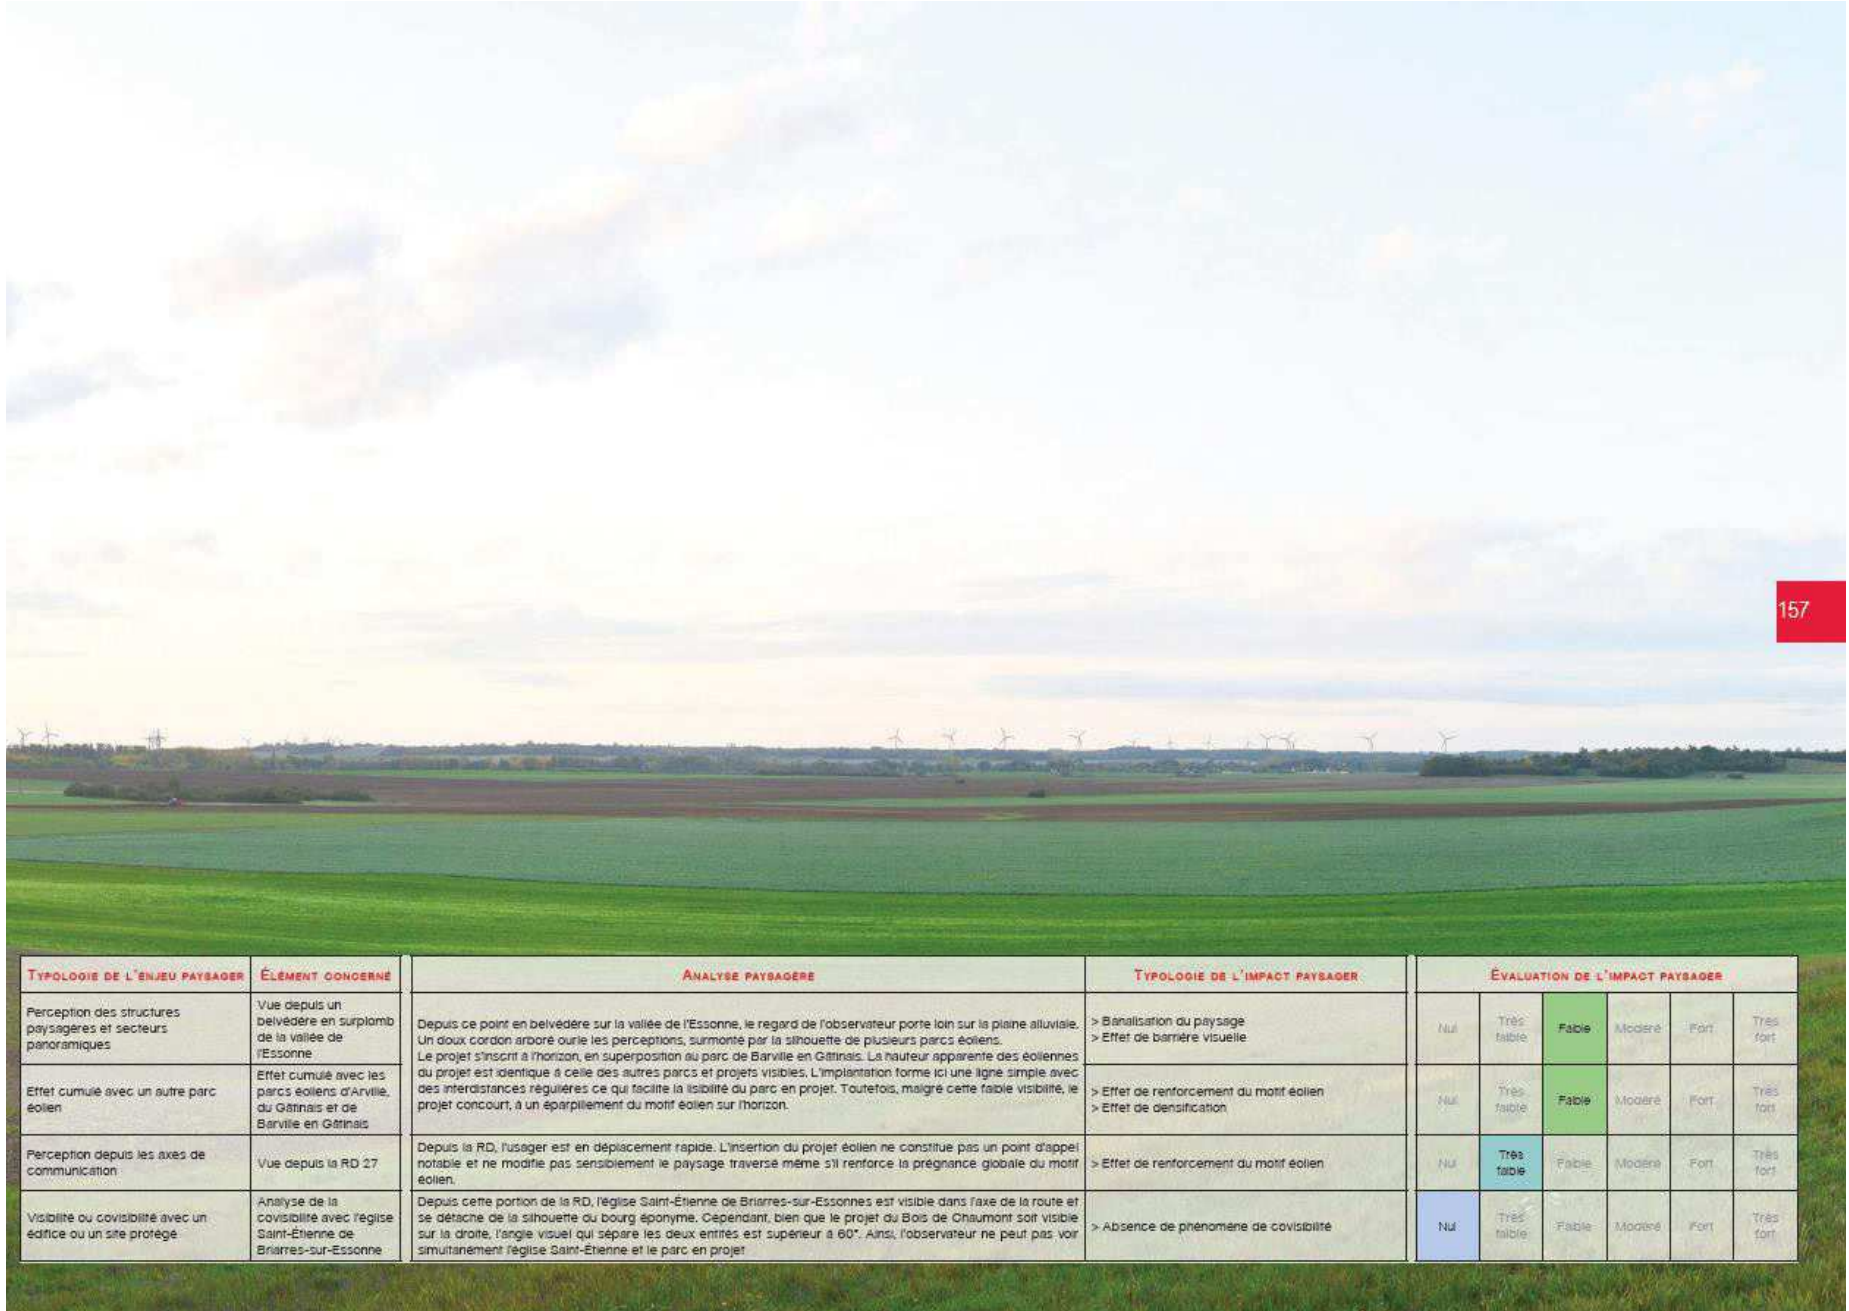 157
TYPOLOGIE DE L'ENJEU PAYSAGER
ÉLÉMENT CONCERNÉ
ANALYSE PAYSAGÈRE
TYPOLOGIE DE L'IMPACT PAYSAGER
ÉVALUATION DE L'IMPACT PAYSAGER
Perception des structures
paysagères et secteurs
panoramiques
Vue depuis un
belvédère en surplomb
de la vallée de
l'Essonne
Depuis ce point en belvédère sur la vallée de l'Essonne, le regard de l'observateur porte loin sur la plaine alluviale.
Un doux cordon arboré ourle les perceptions, surmonté par la silhouette de plusieurs parcs éoliens.
Le projet s'inscrit à l'horizon, en superposition au parc de Barville en Gâtinais. La hauteur apparente des éoliennes
du projet est identique à celle des autres parcs et projets visibles. L'implantation forme ici une ligne simple avec
des interdistances régulières ce qui facilite la lisibilité du parc en projet. Toutefois, malgré cette faible visibilité, le
projet concourt, à un éparpillement du motif éolien sur l'horizon.
> Banalisation du paysage
> Effet de barrière visuelle
Nul
Très
faible
Faible
Modéré
Fort
Très
fort
Effet cumulé avec un autre parc
éolien
Effet cumulé avec les
parcs éoliens d'Arville,
du Gâtinais et de
Barville en Gâtinais
> Effet de renforcement du motif éolien
> Effet de densification
Nul
Très
faible
Faible
Modéré
Fort
Très
fort
Perception depuis les axes de
communication
Vue depuis la RD 27
Depuis la RD, l'usager est en déplacement rapide. L'insertion du projet éolien ne constitue pas un point d'appel
notable et ne modifie pas sensiblement le paysage traversé même s'il renforce la prégnance globale du motif
éolien.
> Effet de renforcement du motif éolien
Nul
Très
faible
Faible
Modéré
Fort
Très
fort
Visibilité ou covisibilité avec un
édifice ou un site protégé
Analyse de la
covisibilité avec l'église
Saint-Étienne de
Briarres-sur-Essonne
Depuis cette portion de la RD, l'église Saint-Étienne de Briarres-sur-Essonnes est visible dans l'axe de la route et
se détache de la silhouette du bourg éponyme. Cependant, bien que le projet du Bois de Chaumont soit visible
sur la droite, l'angle visuel qui sépare les deux entités est supérieur à 60°. Ainsi, l'observateur ne peut pas voir
simultanément l'église Saint-Étienne et le parc en projet
> Absence de phénomène de covisibilité
Nul
Très
faible
Faible
Modéré
Fort
Très
fort